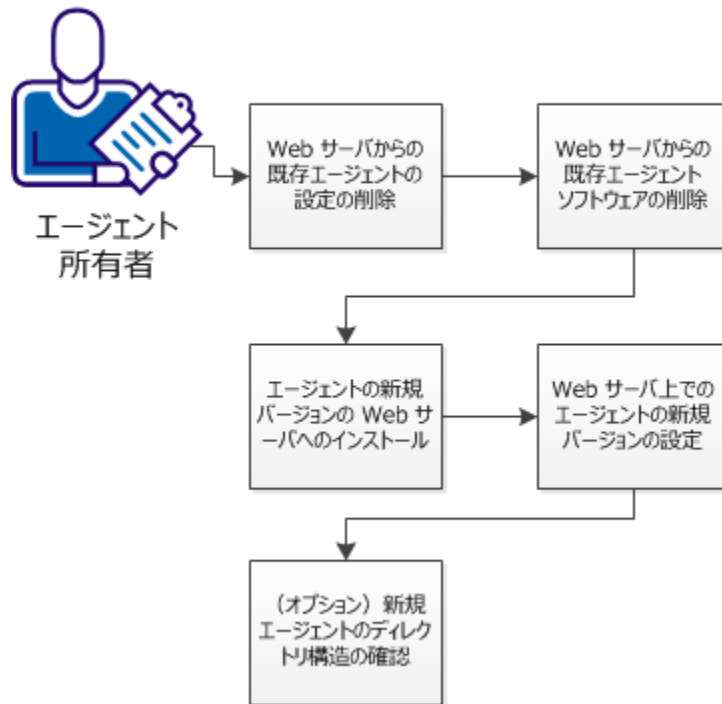 エージェント
所有者
Web サーバからの
既存エージェントの
設定の削除
Web サーバからの
既存エージェント
ソフトウェアの削除
エージェントの新規
バージョンの Web サ
ーバへのインストール
Web サーバ上での
エージェントの新規
バージョンの設定
（オプション）新規
エージェントのディレク
トリ構造の確認